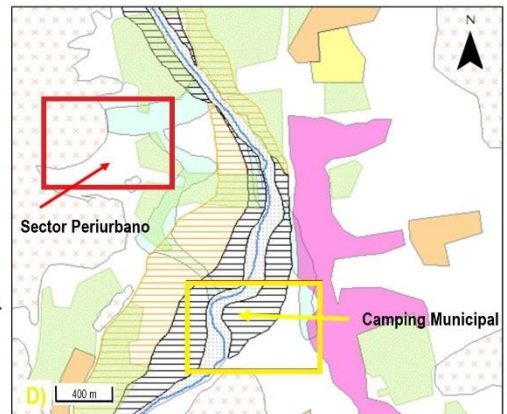 N
Sector Periurbano
Camping Municipal
D)
400 m